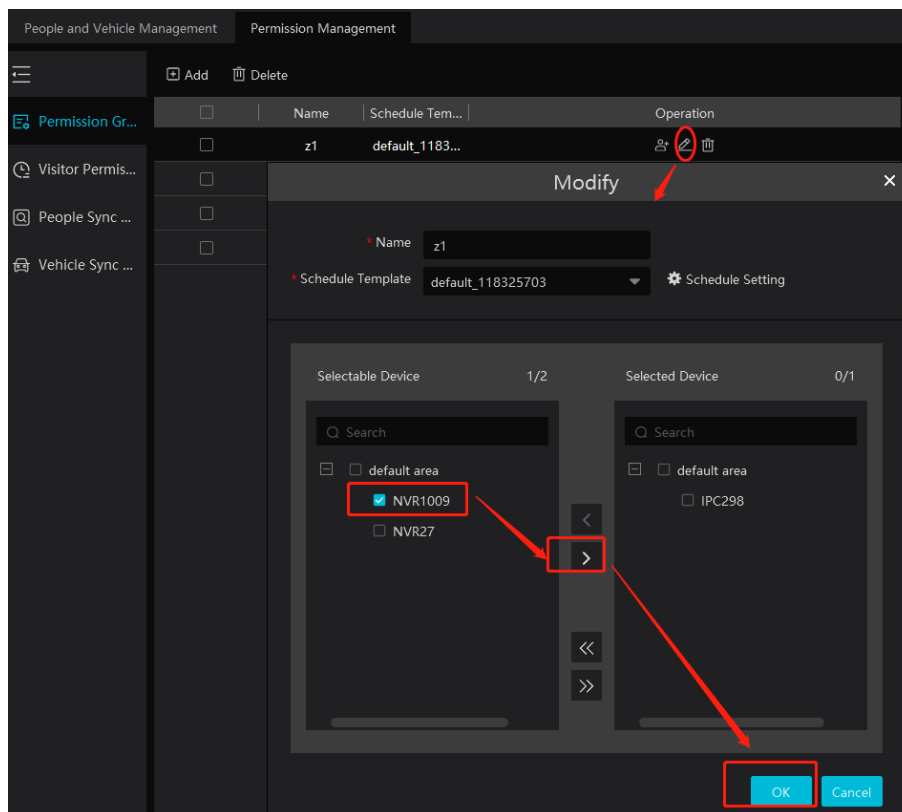 People and Vehicle Management Permission Management
Add Delete
Name Schedule Tem... Operation
Permission Gr...
z1 default_1183...
Visitor Permis...
Modify
People Sync ...
* Name z1
Vehicle Sync ...
* Schedule Template default_118325703 Schedule Setting
Selectable Device 1/2 Selected Device 0/1
Search Search
default area default area
NVR1009 IPC298
NVR27
OK Cancel